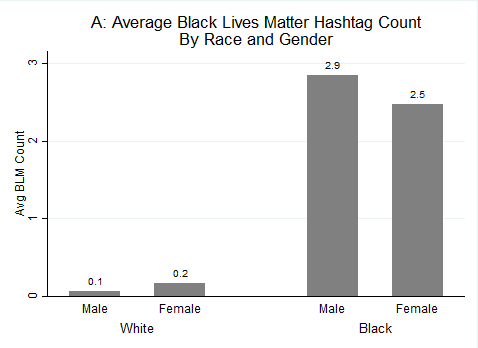 A: Average Black Lives Matter Hashtag Count
By Race and Gender
Avg BLM Count
3
2
1
0
0.1
0.2
2.9
2.5
Male
Female
Male
Female
White
Black